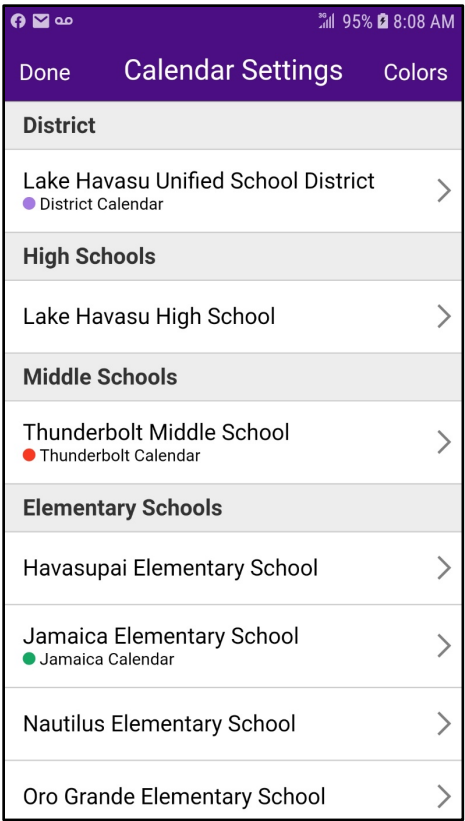 3G 95% 8:08 AM
Done Calendar Settings Colors
District
Lake Havasu Unified School District
District Calendar
High Schools
Lake Havasu High School
Middle Schools
Thunderbolt Middle School
Thunderbolt Calendar
Elementary Schools
Havasupai Elementary School
Jamaica Elementary School
Jamaica Calendar
Nautilus Elementary School
Oro Grande Elementary School